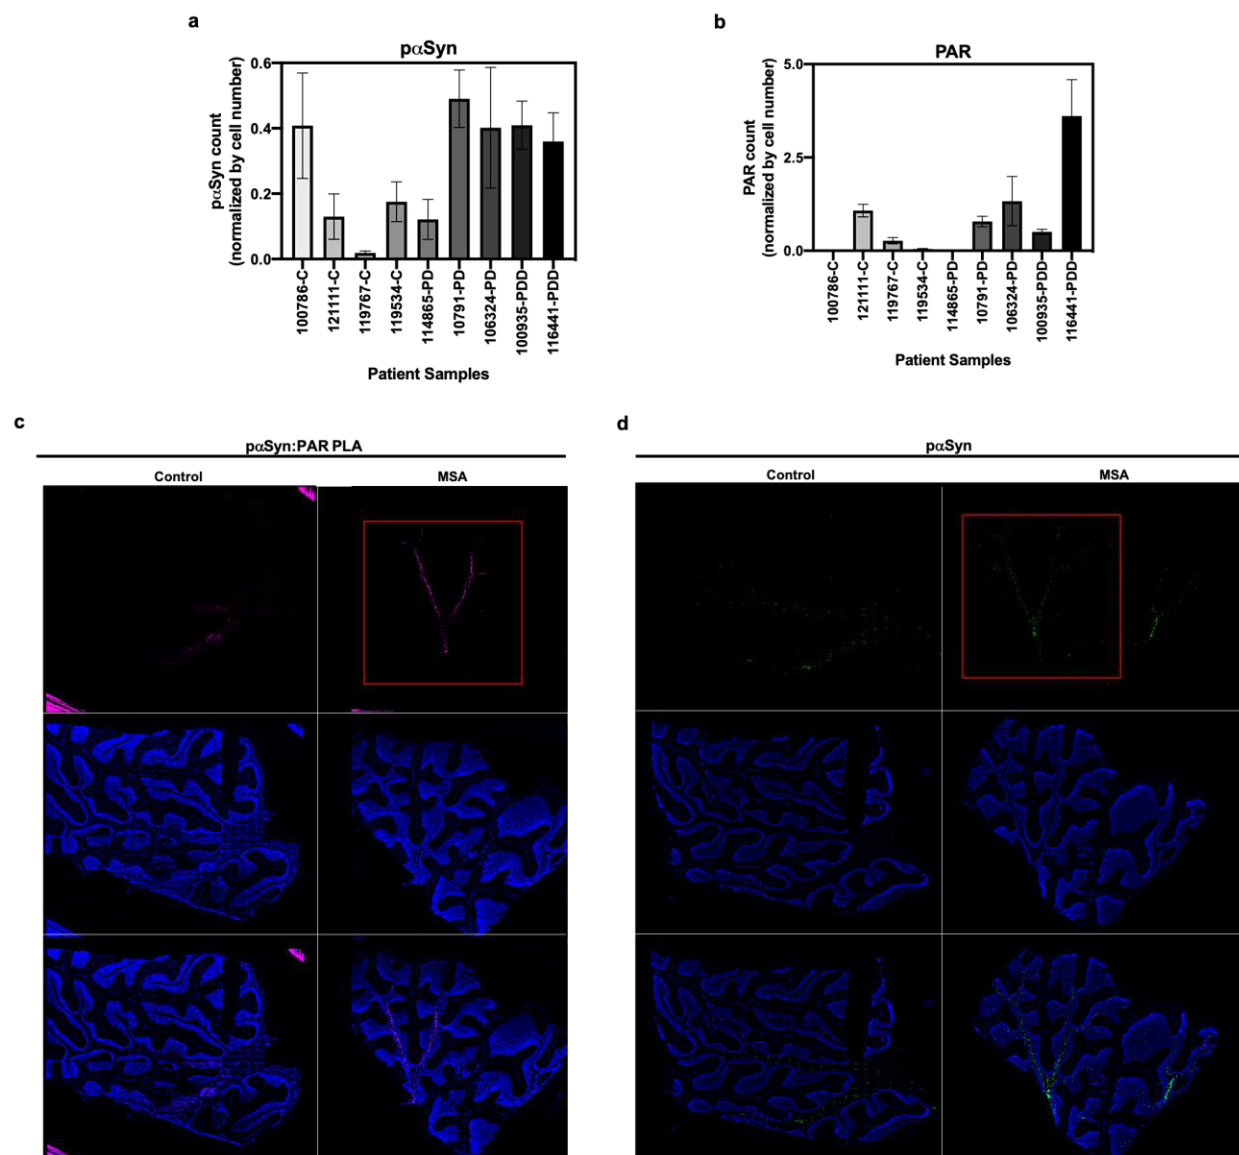 a
pαSyn
pαSyn count
(normalized by cell number)
0.6
0.4
0.2
0.0
100786-C
121111-C
119767-C
119534-C
114865-PD
10791-PD
106324-PD
100935-PDD
116441-PDD
Patient Samples
b
PAR
PAR count
(normalized by cell number)
5.0
2.5
0.0
100786-C
121111-C
119767-C
119534-C
114865-PD
10791-PD
106324-PD
100935-PDD
116441-PDD
Patient Samples
c
pαSyn:PAR PLA
Control
MSA
d
pαSyn
Control
MSA